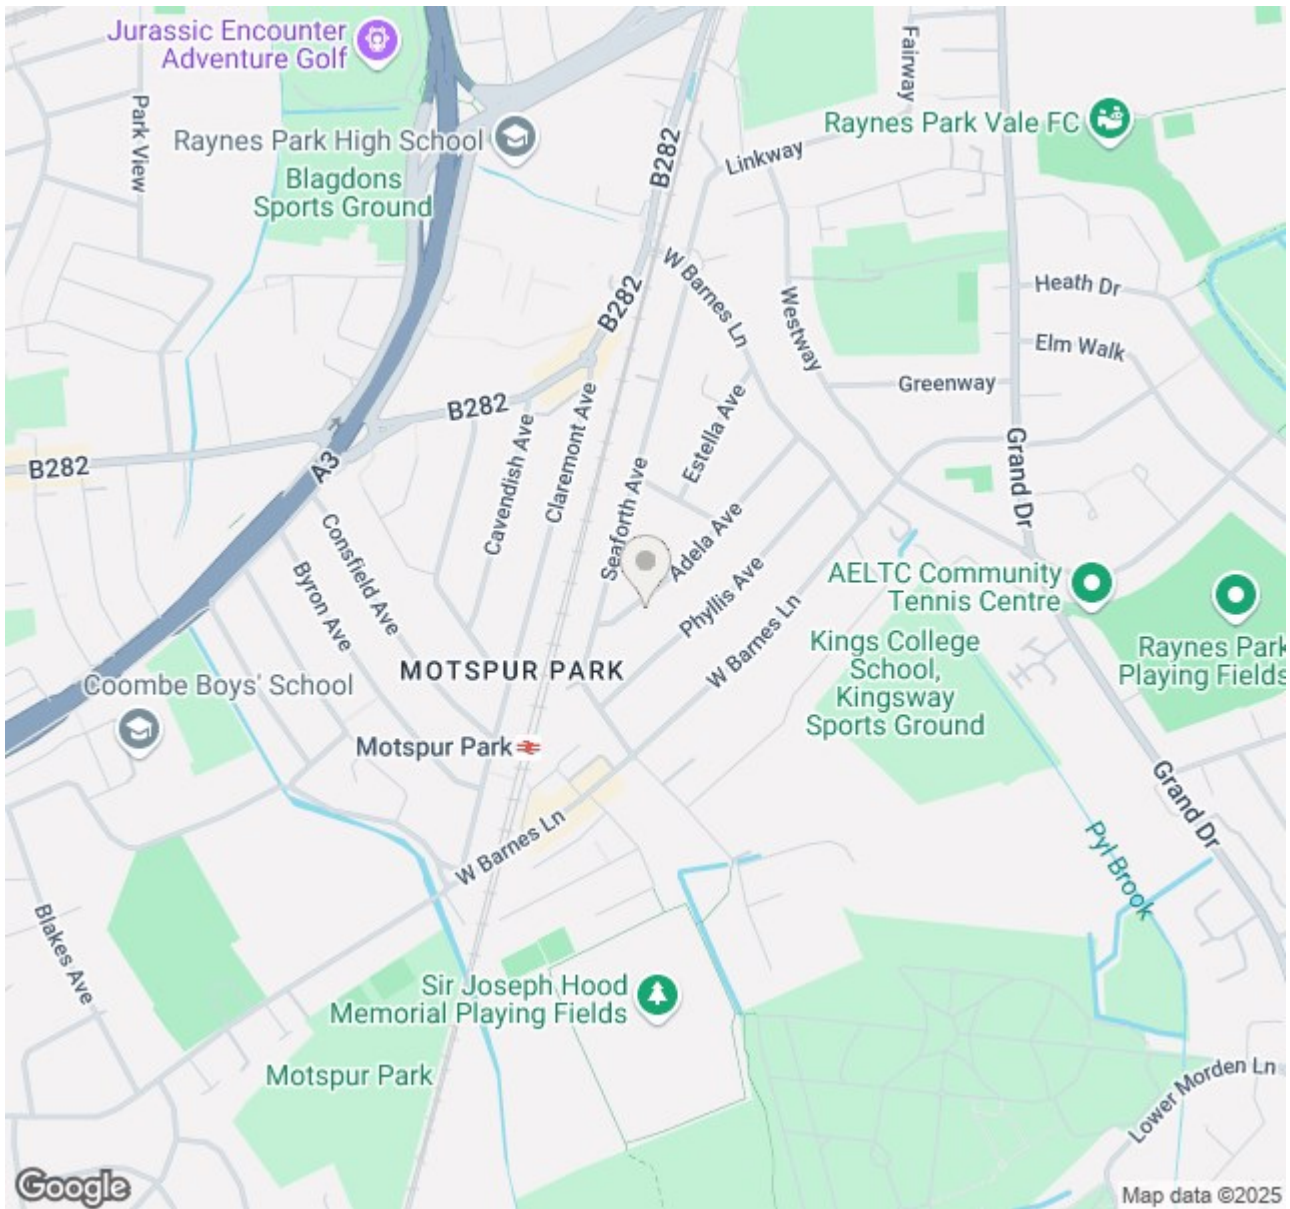 Jurassic Encounter
Adventure Golf
Fairway
Park View
Raynes Park Vale FC
Raynes Park High School
B282
Linkway
Blagdons
Sports Ground
W Barnes Ln
Heath Dr
B282
Westway
Elm Walk
Greenway
B282
Claremont Ave
Estella Ave
Cavendish Ave
Grand Dr
B282
A3
Seaforth Ave
Consfield Ave
Adela Ave
Byron Ave
Phyllis Ave
AELTC Community
Tennis Centre
W Barnes Ln
Kings College
School,
Kingsway
Sports Ground
Raynes Park
Playing Fields
MOTSPUR PARK
Coombe Boys' School
Motspur Park
Grand Dr
W Barnes Ln
Pyl Brook
Blakes Ave
Sir Joseph Hood
Memorial Playing Fields
Motspur Park
Lower Morden Ln
Google
Map data ©2025